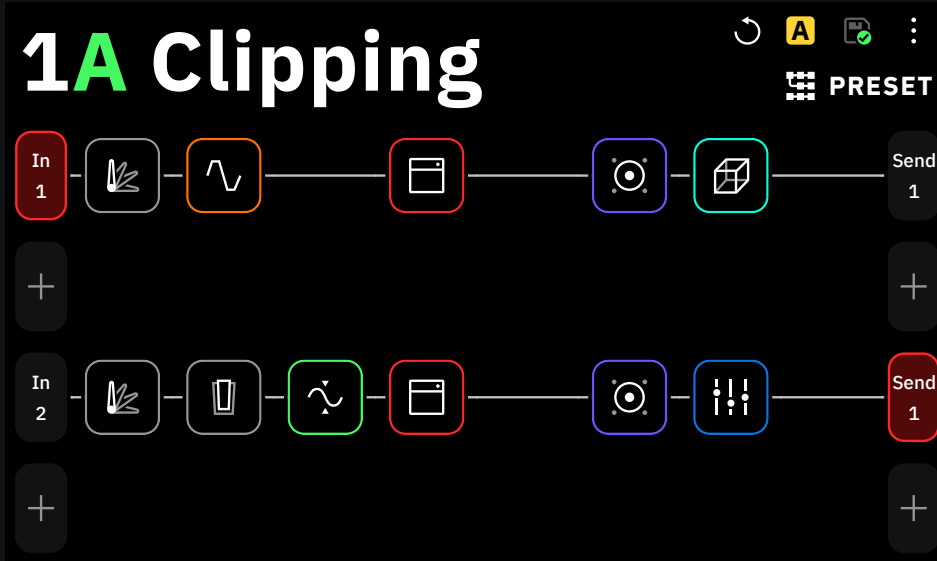 1A Clipping
A
PRESET
In
1
Send
1
In
2
Send
1